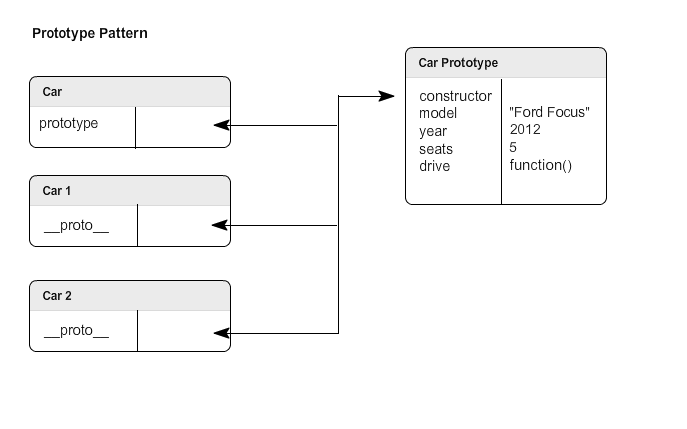 Prototype Pattern
Car
prototype
Car 1
__proto__
Car 2
__proto__
Car Prototype
constructor
model "Ford Focus"
year 2012
seats 5
drive function()